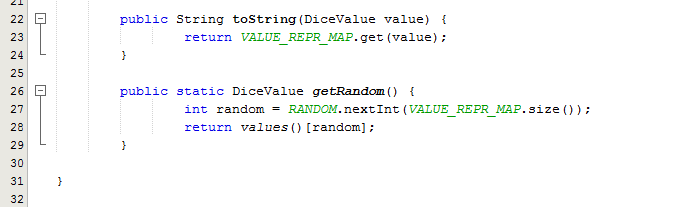 21
22 public String toString(DiceValue value) {
23 return VALUE_REPR_MAP.get(value);
24 }
25
26 public static DiceValue getRandom() {
27 int random = RANDOM.nextInt(VALUE_REPR_MAP.size());
28 return values()[random];
29 }
30
31 }
32